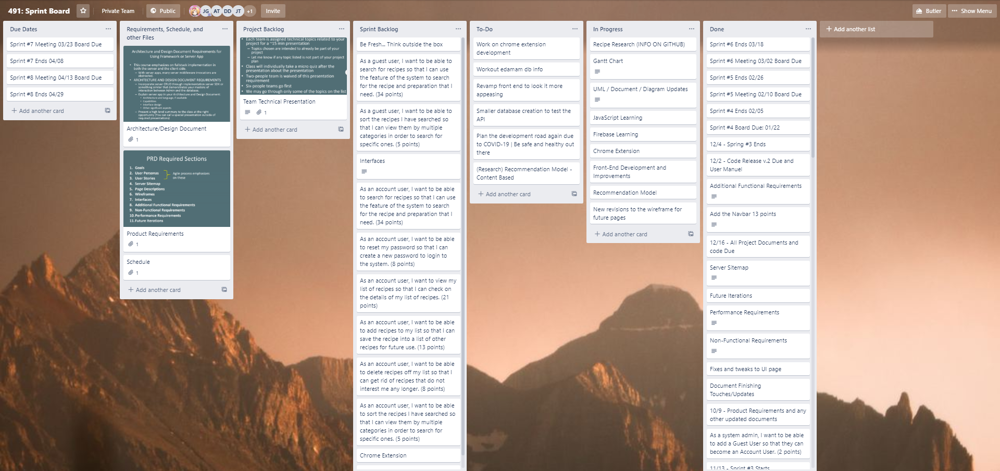 491: Sprint Board
Private Team
Public
JG
AT
DD
JT
+1
Invite
Butler
Show Menu
Due Dates
Sprint #7 Meeting 03/23 Board Due
Sprint #7 Ends 04/08
Sprint #8 Meeting 04/13 Board Due
Sprint #8 Ends 04/29
+ Add another card
Requirements, Schedule, and
other Files
Architecture and Design Document Requirements for
Using Framework or Server App
• This course emphasizes on fullstack implementation in
both the server and the client side.
– With server apps, many server middleware invocations are
abstracted.
• ARCHITECTURE AND DESIGN DOCUMENT REQUIREMENTS
– Incorporate server CRUD through implementation server SDK or
something similar that demonstrates your mastery of
interaction between Admin and the database.
– Explain server app in your Architecture and Design Document:
• Architecture and language, if available
• Capabilities
• Interface design
• Other significant aspects
– Present a high level summary to the class at the right
opportunity (You can call a special presentation outside of
required presentations)
Architecture/Design Document
1
PRD Required Sections
1. Goals
2. User Personas
3. User Stories
Agile process emphasizes
on these
4. Server Sitemap
5. Page Descriptions
6. Wireframes
7. Interfaces
8. Additional Functional Requirements
9. Non-Functional Requirements
10. Performance Requirements
11. Future Iterations
Product Requirements
1
Schedule
1
+ Add another card
Project Backlog
• Each team is assigned technical topics related to your
project for a ~15 min presentation
– Topics chosen are intended to already be part of your
project
– Let me know if any topic listed is not part of your project
plan
• Class will individually take a micro quiz after the
presentation about the presentation
• Two-people team is waived of this presentation
requirement
• Six-people teams go first
• We may go through only some of the topics on the list
Team Technical Presentation
1
+ Add another card
Sprint Backlog
Be Fresh... Think outside the box
As a guest user, I want to be able to
search for recipes so that I can use
the feature of the system to search
for the recipe and preparation that I
need. (34 points)
As a guest user, I want to be able to
sort the recipes I have searched so
that I can view them by multiple
categories in order to search for
specific ones. (5 points)
Interfaces
As an account user, I want to be able
to search for recipes so that I can use
the feature of the system to search
for the recipe and preparation that I
need. (34 points)
As an account user, I want to be able
to reset my password so that I can
create a new password to login to
the system. (8 points)
As an account user, I want to view my
list of recipes so that I can check on
the details of my list of recipes. (21
points)
As an account user, I want to be able
to add recipes to my list so that I can
save the recipe into a list of other
recipes for future use. (13 points)
As an account user, I want to be able
to delete recipes off my list so that I
can get rid of recipes that do not
interest me any longer. (8 points)
As an account user, I want to be able
to sort the recipes I have searched so
that I can view them by multiple
categories in order to search for
specific ones. (5 points)
Chrome Extension
To-Do
Work on chrome extension
development
Workout edamam db info
Revamp front end to look it more
appeasing
Smaller database creation to test the
API
Plan the development road again due
to COVID-19 | Be safe and healthy out
there
(Research) Recommendation Model -
Content Based
+ Add another card
In Progress
Recipe Research (INFO ON GITHUB)
Gantt Chart
UML / Document / Diagram Updates
JavaScript Learning
Firebase Learning
Chrome Extension
Front-End Development and
Improvements
Recommendation Model
New revisions to the wireframe for
future pages
+ Add another card
Done
Sprint #6 Ends 03/18
Sprint #6 Meeting 03/02 Board Due
Sprint #5 Ends 02/26
Sprint #5 Meeting 02/10 Board Due
Sprint #4 Ends 02/05
Sprint #4 Board Due: 01/22
12/4 - Spring #3 Ends
12/2 - Code Release v.2 Due and
User Manuel
Additional Functional Requirements
Add the Navbar 13 points
12/16 - All Project Documents and
code Due
Server Sitemap
Future Iterations
Performance Requirements
Non-Functional Requirements
Fixes and tweaks to UI page
Document Finishing
Touches/Updates
10/9 - Product Requirements and any
other updated documents
As a system admin, I want to be able
to add a Guest User so that they can
become an Account User. (2 points)
11/13 - Sprint #3 Starts
+ Add another list